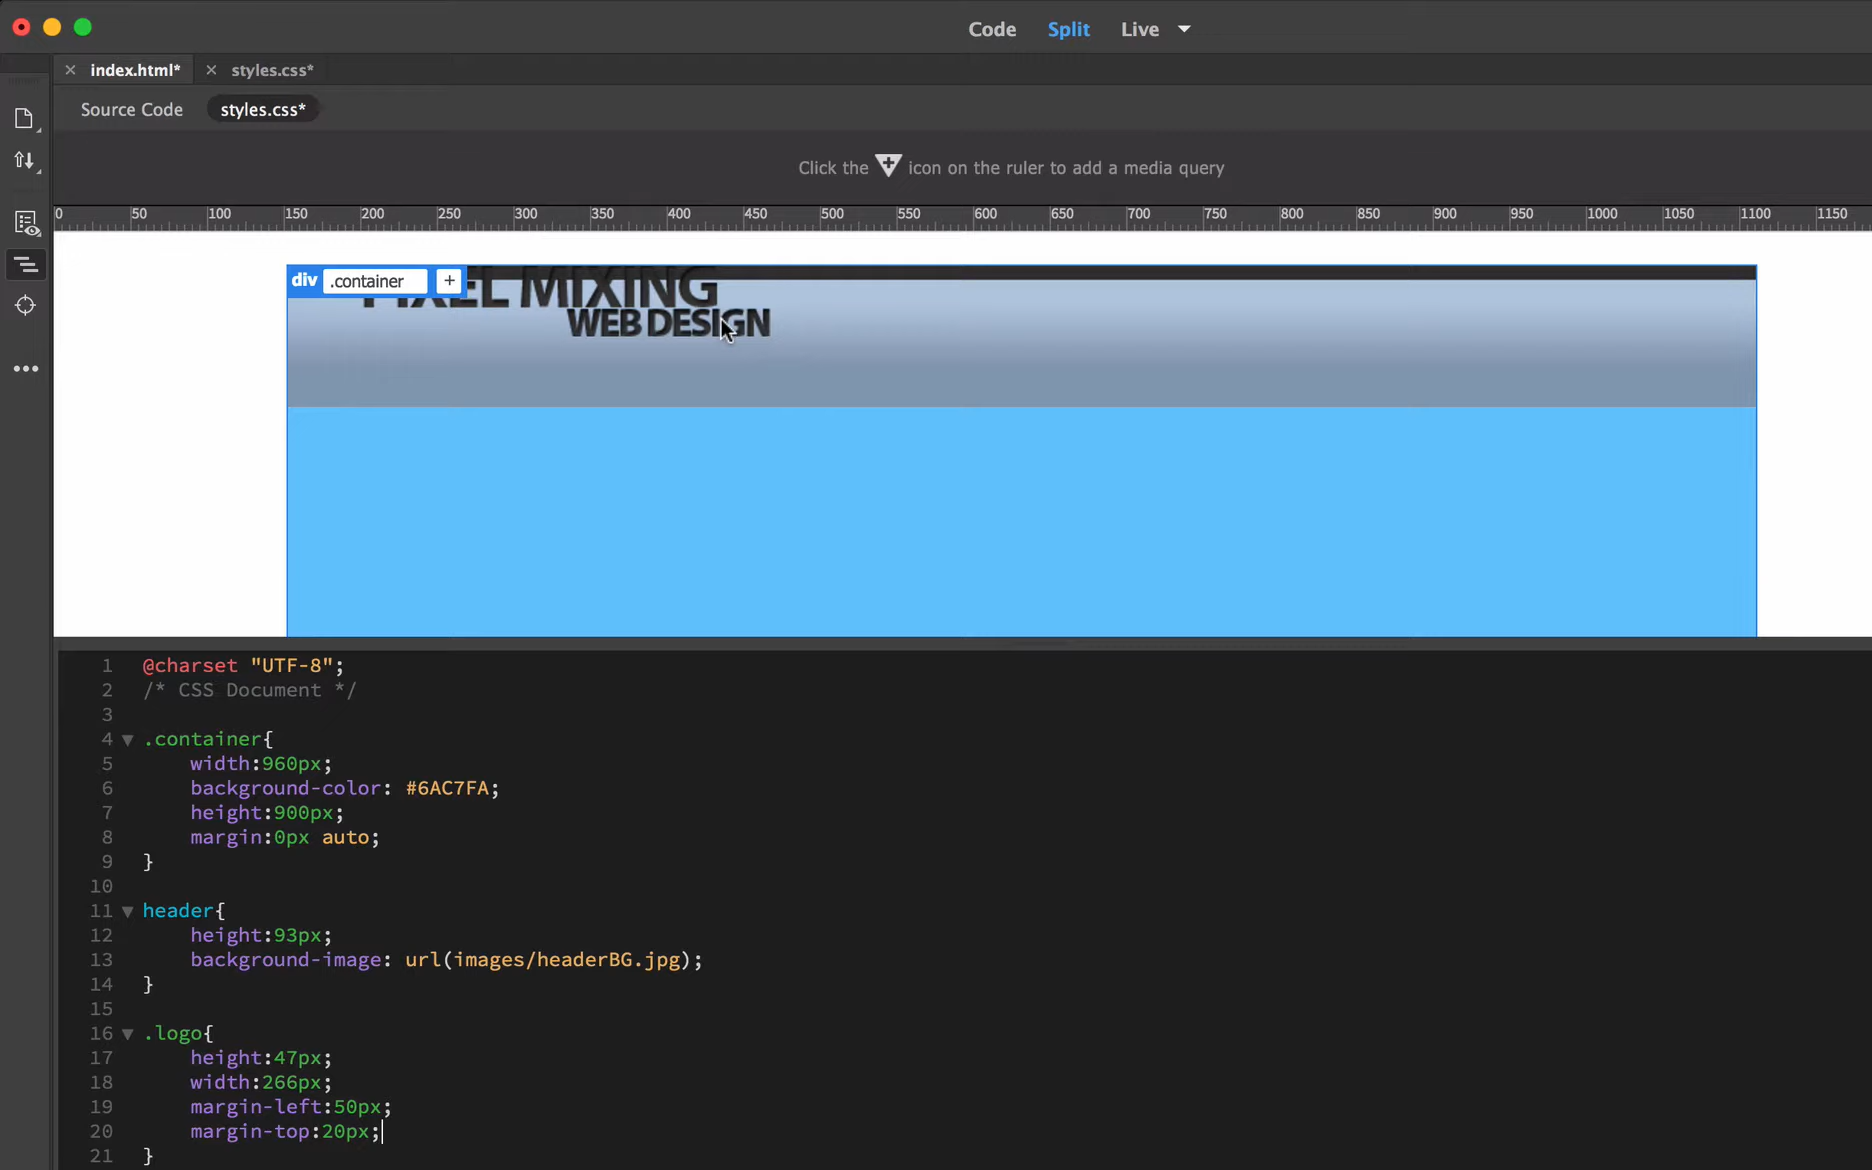 Code Split Live
index.html* styles.css*
Source Code styles.css*
Click the icon on the ruler to add a media query
0 50 100 150 200 250 300 350 400 450 500 550 600 650 700 750 800 850 900 950 1000 1050 1100 1150
div .container +
PIXEL MIXING
WEB DESIGN
1 @charset "UTF-8";
2 /* CSS Document */
3
4 .container{
5 width:960px;
6 background-color: #6AC7FA;
7 height:900px;
8 margin:0px auto;
9 }
10
11 header{
12 height:93px;
13 background-image: url(images/headerBG.jpg);
14 }
15
16 .logo{
17 height:47px;
18 width:266px;
19 margin-left:50px;
20 margin-top:20px;
21 }